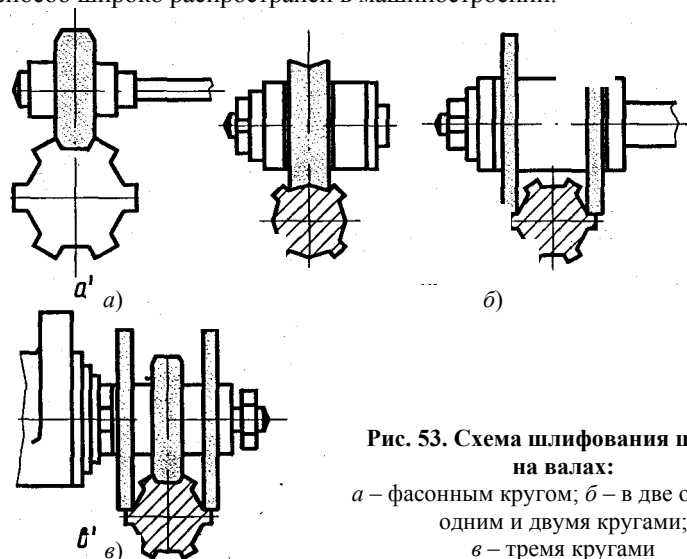 способ широко распространен в машиностроении.
а' а)
б)
в' в)
Рис. 53. Схема шлифования
на валах:
а – фасонным кругом; б – в две
одним и двумя кругами;
в – тремя кругами